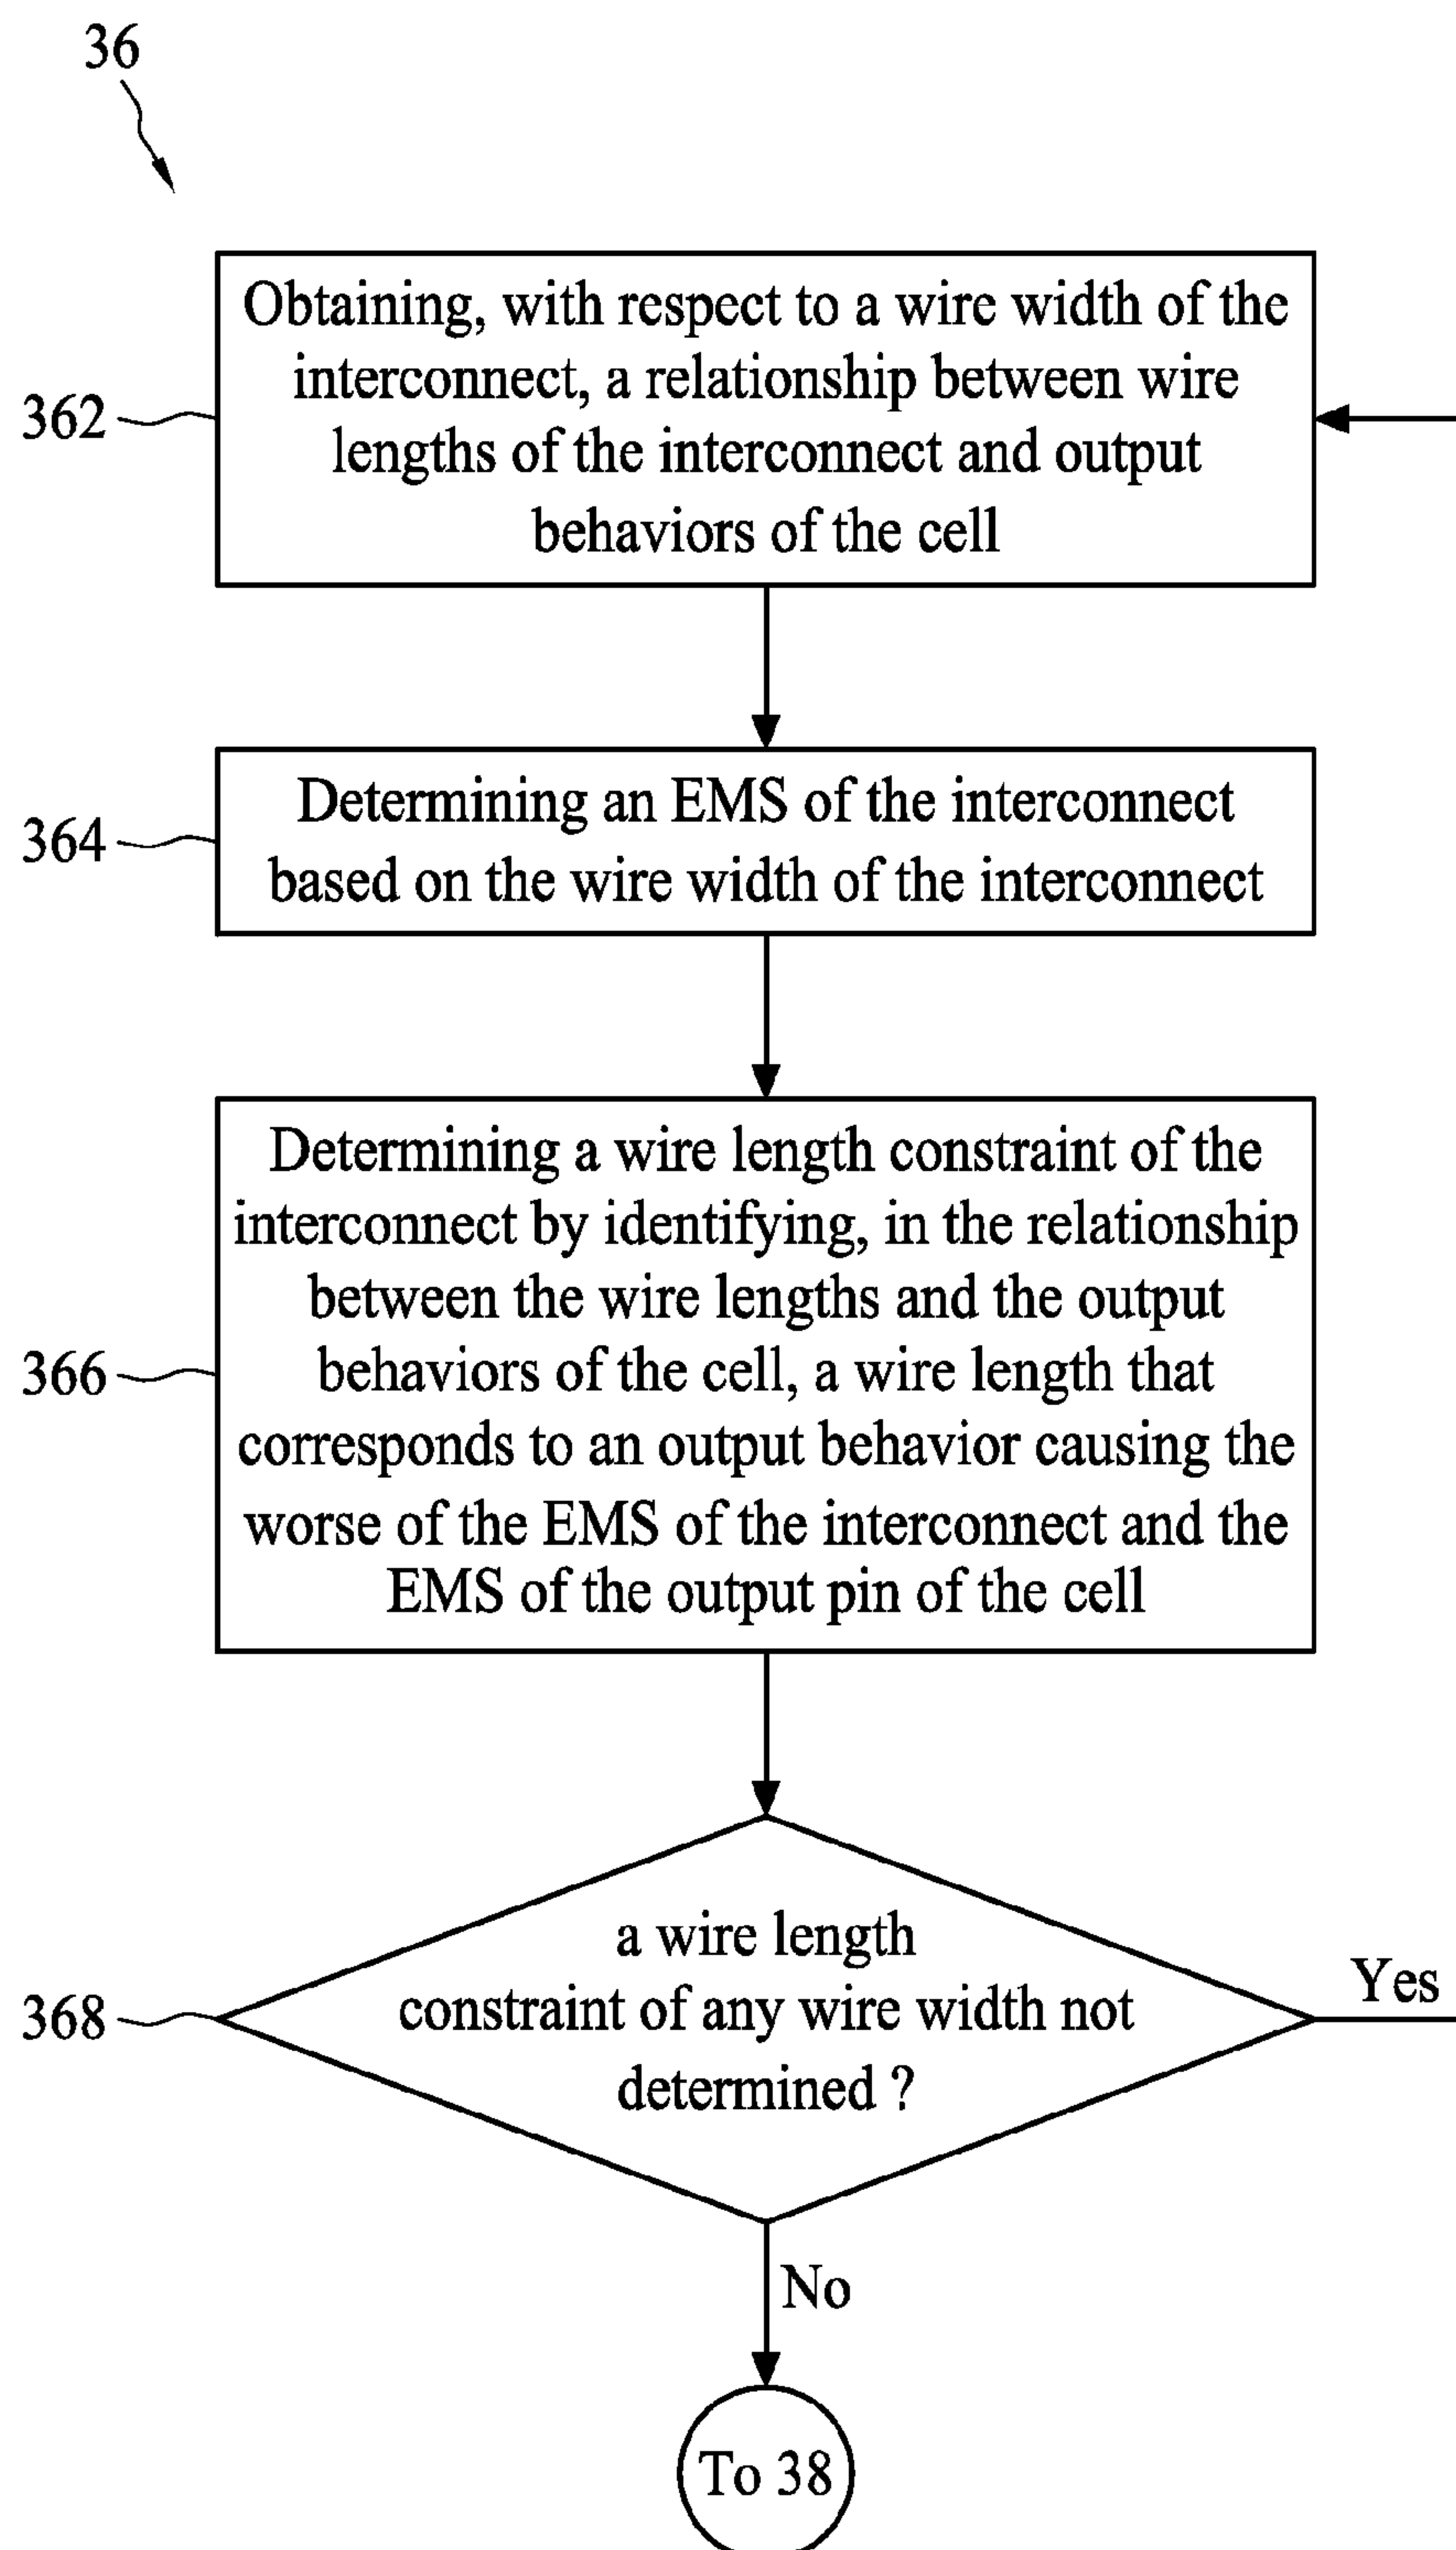 36
362
Obtaining, with respect to a wire width of the
interconnect, a relationship between wire
lengths of the interconnect and output
behaviors of the cell
364
Determining an EMS of the interconnect
based on the wire width of the interconnect
366
Determining a wire length constraint of the
interconnect by identifying, in the relationship
between the wire lengths and the output
behaviors of the cell, a wire length that
corresponds to an output behavior causing the
worse of the EMS of the interconnect and the
EMS of the output pin of the cell
368
a wire length
constraint of any wire width not
determined ?
Yes
No
To 38